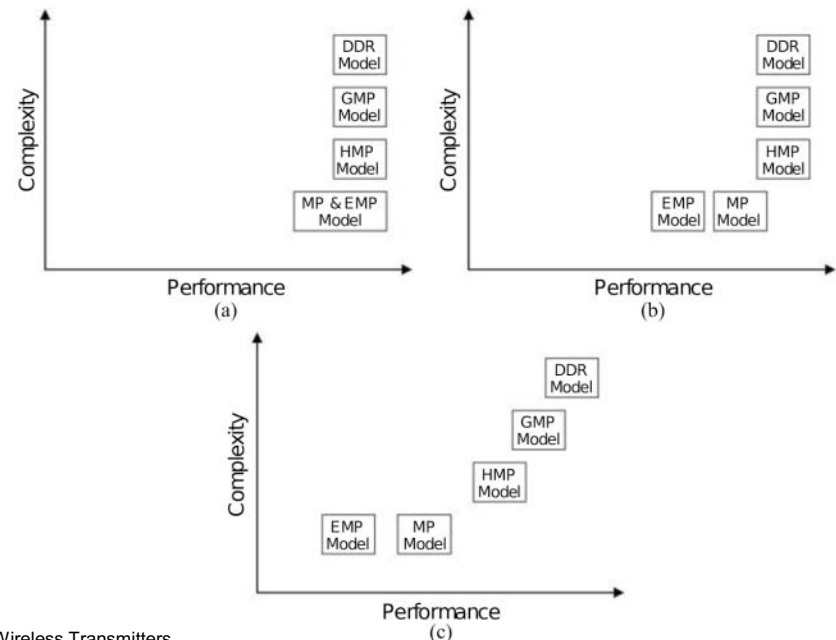 Complexity
DDR
Model
GMP
Model
HMP
Model
MP & EMP
Model
Performance
(a)
Complexity
DDR
Model
GMP
Model
HMP
Model
EMP
Model
MP
Model
Performance
(b)
Complexity
DDR
Model
GMP
Model
HMP
Model
EMP
Model
MP
Model
Performance
(c)
Wireless Transmitters